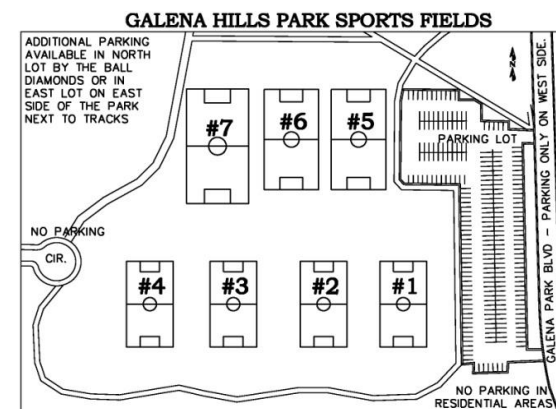 GALENA HILLS PARK SPORTS FIELDS
ADDITIONAL PARKING
AVAILABLE IN NORTH
LOT BY THE BALL
DIAMONDS OR IN
EAST LOT ON EAST
SIDE OF THE PARK
NEXT TO TRACKS
N
#7
#6
#5
PARKING LOT
GALENA PARK BLVD - PARKING ONLY ON WEST SIDE.
NO PARKING
CIR.
#4
#3
#2
#1
NO PARKING IN
RESIDENTIAL AREAS